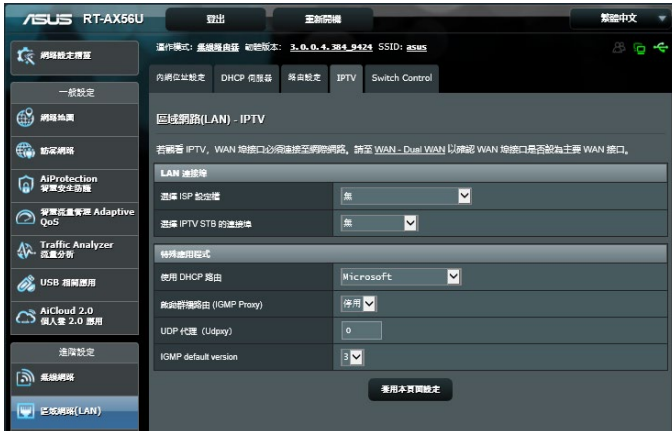 ASUS RT-AX56U 登出 重新開機 繁體中文
運作模式: 無線路由器 韌體版本: 3.0.0.4.384_9424 SSID: asus
網路設定精靈
一般設定
網路地圖
訪客網路
AiProtection
智慧安全防護
智慧流量管理 Adaptive
QoS
Traffic Analyzer
流量分析
USB 相關應用
AiCloud 2.0
個人雲 2.0 應用
進階設定
無線網路
區域網路(LAN)
內網位址設定 DHCP 伺服器 路由設定 IPTV Switch Control
區域網路(LAN) - IPTV
若觀看 IPTV，WAN 埠接口必須連接至網際網路。請至 WAN - Dual WAN 以確認 WAN 埠接口是否設為主要 WAN 接口。
LAN 連接埠
選擇 ISP 設定檔 無
選擇 IPTV STB 的連接埠 無
特殊應用程式
使用 DHCP 路由 Microsoft
啟動群播路由 (IGMP Proxy) 停用
UDP 代理 (Udpxy) 0
IGMP default version 3
套用本頁面設定